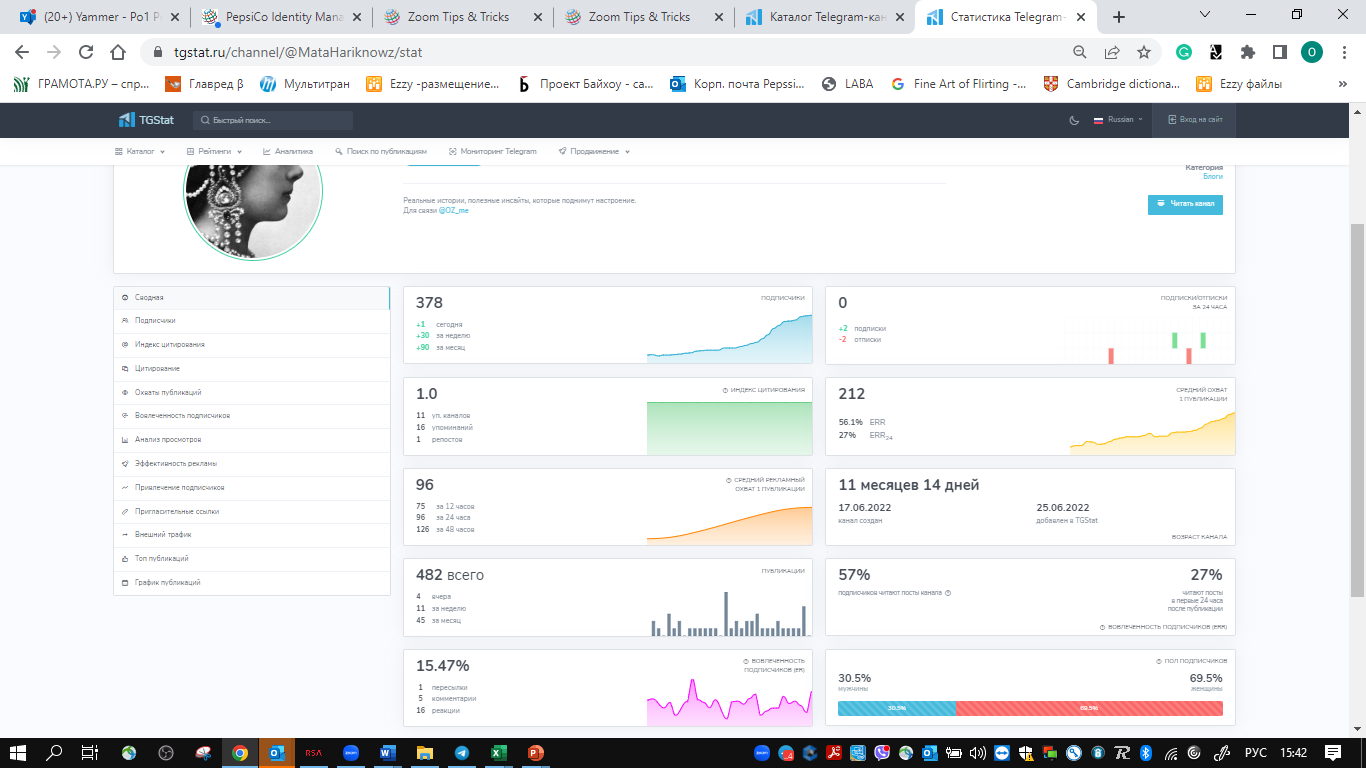 (20+) Yammer - Po1 P
PepsiCo Identity Mana
Zoom Tips & Tricks
Zoom Tips & Tricks
Каталог Telegram-кан
Статистика Telegram-
tgstat.ru/channel/@MataHariknowz/stat
O
ГРАМОТА.РУ – спр...
Главред β
Мультитран
Ezzy -размещение...
Проект Байхоу - са...
Корп. почта Pepssi...
LABA
Fine Art of Flirting -...
Cambridge dictiona...
Ezzy файлы
»
TGStat
Быстрый поиск...
Russian
Вход на сайт
Каталог
Рейтинги
Аналитика
Поиск по публикациям
Мониторинг Telegram
Продвижение
Категория
Блоги
Реальные истории, полезные инсайты, которые поднимут настроение.
Для связи @OZ_me
Читать канал
Сводная
Подписчики
Индекс цитирования
Цитирование
Охваты публикаций
Вовлеченность подписчиков
Анализ просмотров
Эффективность рекламы
Привлечение подписчиков
Пригласительные ссылки
Внешний трафик
Топ публикаций
График публикаций
378
ПОДПИСЧИКИ
+1 сегодня
+30 за неделю
+90 за месяц
0
ПОДПИСКИ/ОТПИСКИ
ЗА 24 ЧАСА
+2 подписки
-2 отписки
1.0
ИНДЕКС ЦИТИРОВАНИЯ
11 уп. каналов
16 упоминаний
1 репостов
212
СРЕДНИЙ ОХВАТ
1 ПУБЛИКАЦИИ
56.1% ERR
27% ERR24
96
СРЕДНИЙ РЕКЛАМНЫЙ
ОХВАТ 1 ПУБЛИКАЦИИ
75 за 12 часов
96 за 24 часа
126 за 48 часов
11 месяцев 14 дней
17.06.2022
канал создан
25.06.2022
добавлен в TGStat
ВОЗРАСТ КАНАЛА
482 всего
ПУБЛИКАЦИИ
4 вчера
11 за неделю
45 за месяц
57%
подписчиков читают посты канала
27%
читают посты
в первые 24 часа
после публикации
ВОВЛЕЧЕННОСТЬ ПОДПИСЧИКОВ (ERR)
15.47%
ВОВЛЕЧЕННОСТЬ
ПОДПИСЧИКОВ (ER)
1 пересылки
5 комментарии
16 реакции
ПОЛ ПОДПИСЧИКОВ
30.5%
мужчины
69.5%
женщины
30.5%
69.5%
RSA
zoom
РУС
15:42